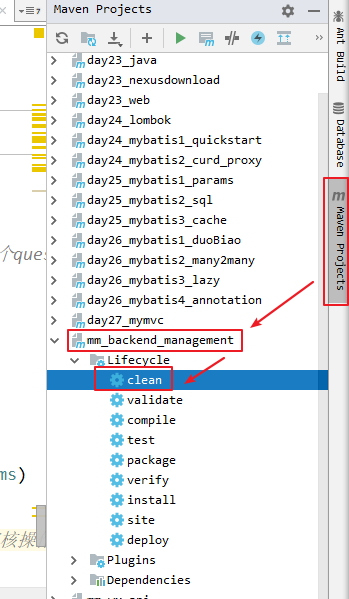 Maven Projects
day23_java
day23_nexusdownload
day23_web
day24_lombok
day24_mybatis1_quickstart
day24_mybatis2_curd_proxy
day25_mybatis1_params
day25_mybatis2_sql
day25_mybatis3_cache
day26_mybatis1_duoBiao
day26_mybatis2_many2many
day26_mybatis3_lazy
day26_mybatis4_annotation
day27_mymvc
mm_backend_management
Lifecycle
clean
validate
compile
test
package
verify
install
site
deploy
Plugins
Dependencies
个ques
ms)
核操
Ant Build
Database
Maven Projects